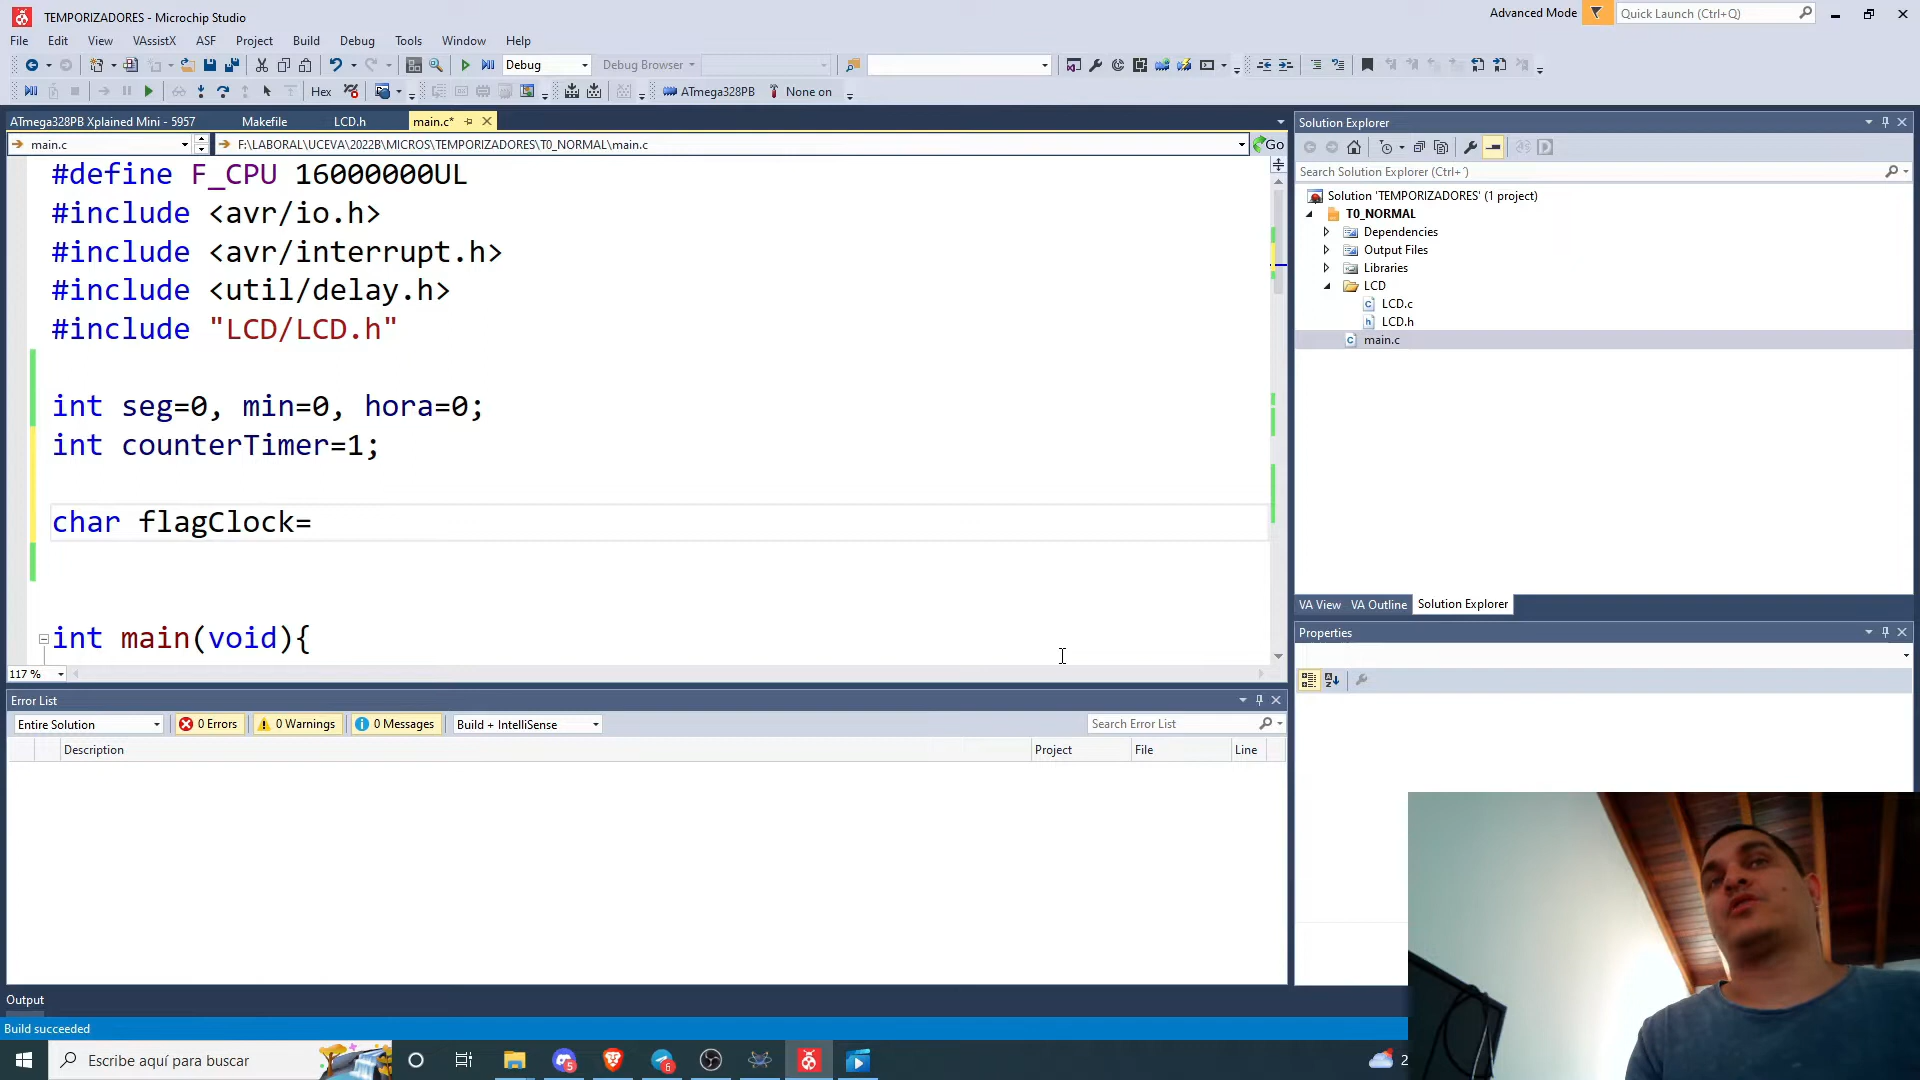 TEMPORIZADORES - Microchip Studio
Advanced Mode
Quick Launch (Ctrl+Q)
File Edit View VAssistX ASF Project Build Debug Tools Window Help
Debug
Debug Browser
Hex
ATmega328PB
None on
ATmega328PB Xplained Mini - 5957
Makefile
LCD.h
main.c*
main.c
F:\LABORAL\UCEVA\2022B\MICROS\TEMPORIZADORES\T0_NORMAL\main.c
Go
#define F_CPU 16000000UL
#include <avr/io.h>
#include <avr/interrupt.h>
#include <util/delay.h>
#include "LCD/LCD.h"
int seg=0, min=0, hora=0;
int counterTimer=1;
char flagClock=
int main(void){
117 %
Solution Explorer
Search Solution Explorer (Ctrl+´)
Solution 'TEMPORIZADORES' (1 project)
T0_NORMAL
Dependencies
Output Files
Libraries
LCD
LCD.c
LCD.h
main.c
VA View
VA Outline
Solution Explorer
Properties
Error List
Entire Solution
0 Errors
0 Warnings
0 Messages
Build + IntelliSense
Search Error List
Description
Project
File
Line
Output
Build succeeded
Escribe aquí para buscar
5
6
2